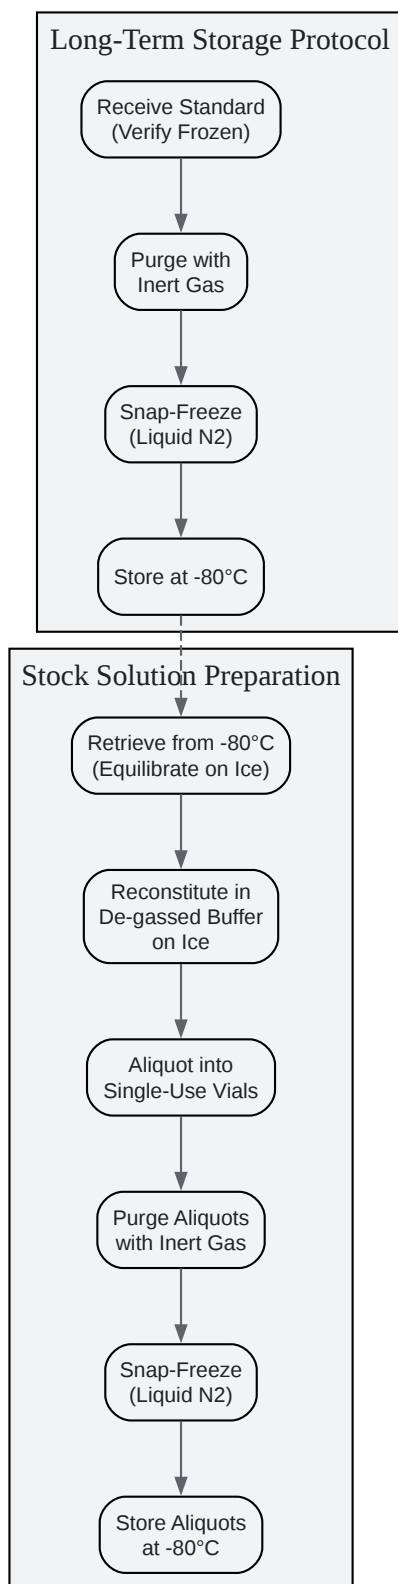 Long-Term Storage Protocol
Receive Standard
(Verify Frozen)
Purge with
Inert Gas
Snap-Freeze
(Liquid N2)
Store at -80°C
Stock Solution Preparation
Retrieve from -80°C
(Equilibrate on Ice)
Reconstitute in
De-gassed Buffer
on Ice
Aliquot into
Single-Use Vials
Purge Aliquots
with Inert Gas
Snap-Freeze
(Liquid N2)
Store Aliquots
at -80°C